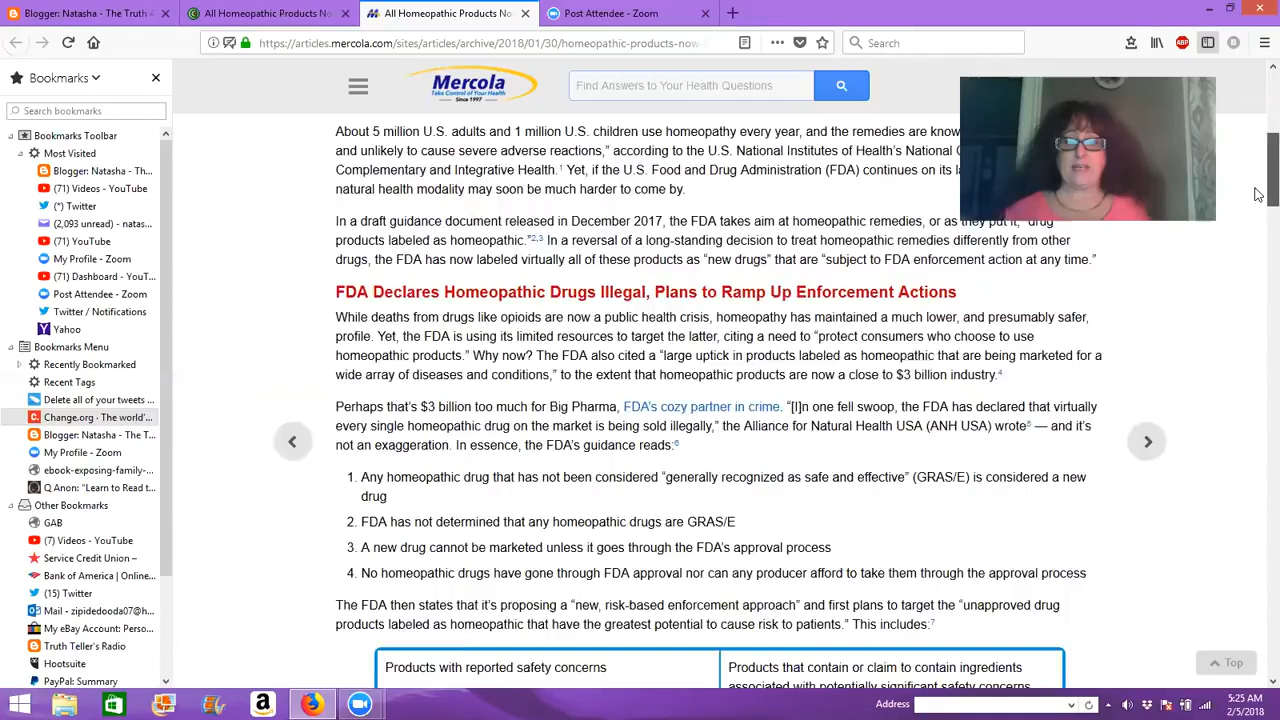 Blogger: Natasha - The T
All Homeopathic Products No
All Homeopathic Products No
Post Attendee - Zoom
https://articles.mercola.com/sites/articles/archive/2018/01/30/homeopathic-products-now-
Search
Bookmarks
Search bookmarks
Bookmarks Toolbar
Most Visited
Blogger: Natasha - The...
(71) Videos - YouTube
(*) Twitter
(2,093 unread) - natas...
(71) YouTube
My Profile - Zoom
(71) Dashboard - YouT...
Post Attendee - Zoom
Twitter / Notifications
Yahoo
Bookmarks Menu
Recently Bookmarked
Recent Tags
Delete all of your tweets ...
Change.org · The world'...
Blogger: Natasha - The T...
My Profile - Zoom
ebook-exposing-family-...
Q Anon: "Learn to Read t...
Other Bookmarks
GAB
(7) Videos - YouTube
Service Credit Union –
Bank of America | Online...
(15) Twitter
Mail - zipidedooda07@h...
My eBay Account: Perso...
Truth Teller's Radio
Hootsuite
PayPal: Summary
Mercola
Take Control of Your Health
Since 1997
Find Answers to Your Health Questions
About 5 million U.S. adults and 1 million U.S. children use homeopathy every year, and the remedies are know
and unlikely to cause severe adverse reactions,” according to the U.S. National Institutes of Health’s National C
Complementary and Integrative Health.1 Yet, if the U.S. Food and Drug Administration (FDA) continues on its la
natural health modality may soon be much harder to come by.
In a draft guidance document released in December 2017, the FDA takes aim at homeopathic remedies, or as they put it, “drug
products labeled as homeopathic.”2,3 In a reversal of a long-standing decision to treat homeopathic remedies differently from other
drugs, the FDA has now labeled virtually all of these products as “new drugs” that are “subject to FDA enforcement action at any time.”
FDA Declares Homeopathic Drugs Illegal, Plans to Ramp Up Enforcement Actions
While deaths from drugs like opioids are now a public health crisis, homeopathy has maintained a much lower, and presumably safer,
profile. Yet, the FDA is using its limited resources to target the latter, citing a need to “protect consumers who choose to use
homeopathic products.” Why now? The FDA also cited a “large uptick in products labeled as homeopathic that are being marketed for a
wide array of diseases and conditions,” to the extent that homeopathic products are now a close to $3 billion industry.4
Perhaps that’s $3 billion too much for Big Pharma, FDA’s cozy partner in crime. “[I]n one fell swoop, the FDA has declared that virtually
every single homeopathic drug on the market is being sold illegally,” the Alliance for Natural Health USA (ANH USA) wrote5 — and it’s
not an exaggeration. In essence, the FDA’s guidance reads:6
1. Any homeopathic drug that has not been considered “generally recognized as safe and effective” (GRAS/E) is considered a new
drug
2. FDA has not determined that any homeopathic drugs are GRAS/E
3. A new drug cannot be marketed unless it goes through the FDA’s approval process
4. No homeopathic drugs have gone through FDA approval nor can any producer afford to take them through the approval process
The FDA then states that it’s proposing a “new, risk-based enforcement approach” and first plans to target the “unapproved drug
products labeled as homeopathic that have the greatest potential to cause risk to patients.” This includes:7
Products with reported safety concerns
Products that contain or claim to contain ingredients
associated with potentially significant safety concerns
Top
Address
5:25 AM
2/5/2018